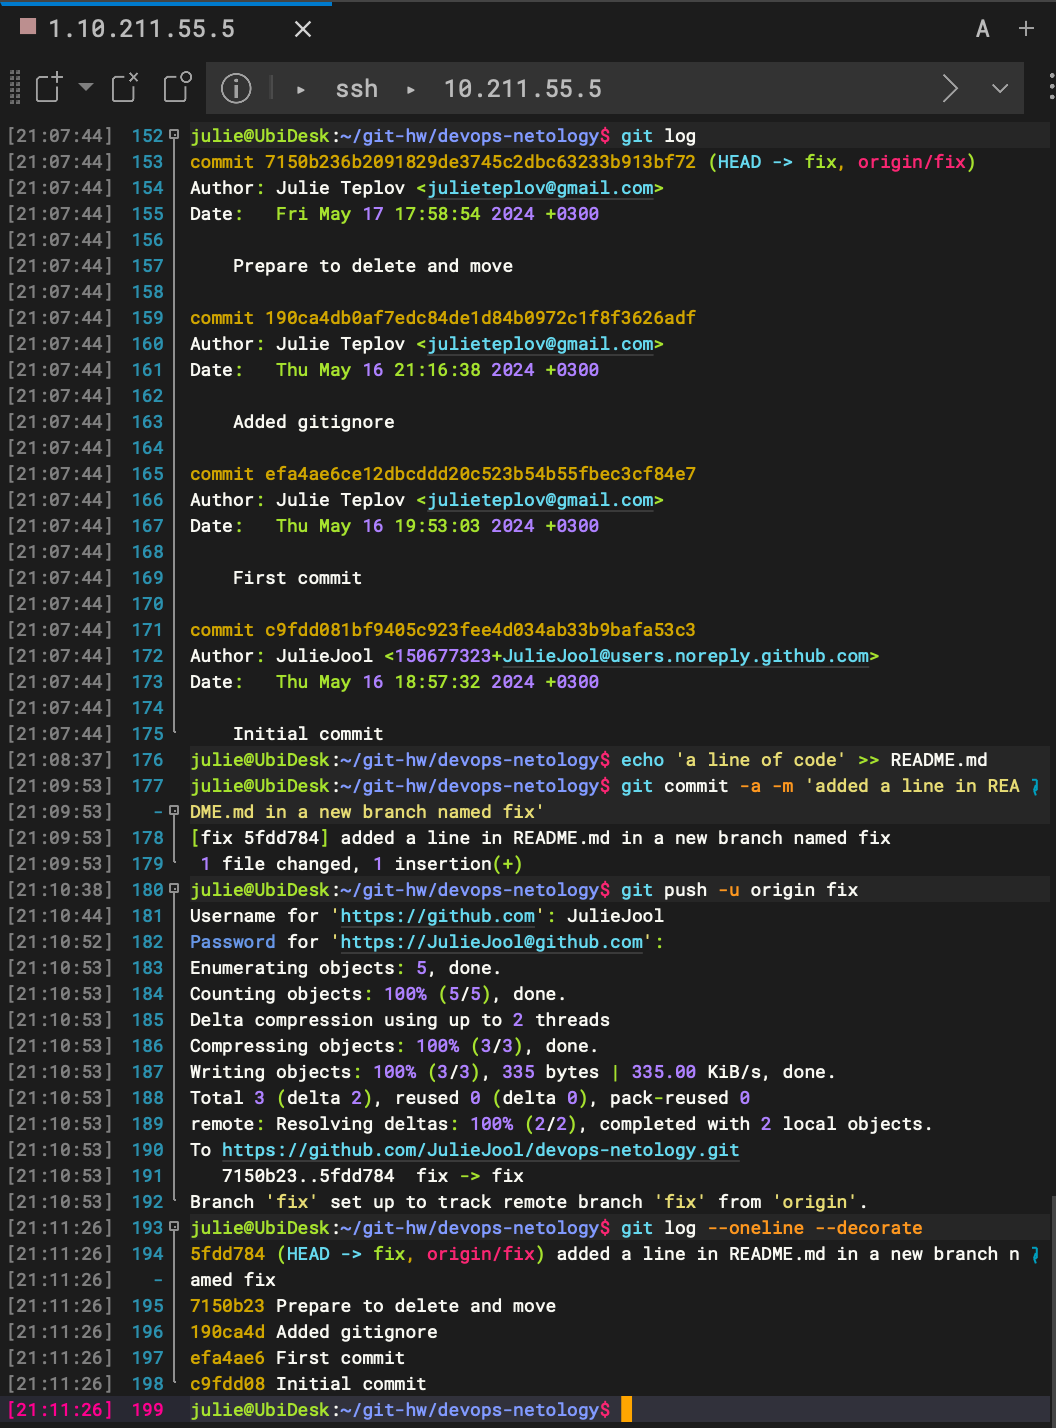 1.10.211.55.5
A
ssh 10.211.55.5
[21:07:44] 152 julie@UbiDesk:~/git-hw/devops-netology$ git log
[21:07:44] 153 commit 7150b236b2091829de3745c2dbc63233b913bf72 (HEAD -> fix, origin/fix)
[21:07:44] 154 Author: Julie Teplov <julieteplov@gmail.com>
[21:07:44] 155 Date:   Fri May 17 17:58:54 2024 +0300
[21:07:44] 156
[21:07:44] 157     Prepare to delete and move
[21:07:44] 158
[21:07:44] 159 commit 190ca4db0af7edc84de1d84b0972c1f8f3626adf
[21:07:44] 160 Author: Julie Teplov <julieteplov@gmail.com>
[21:07:44] 161 Date:   Thu May 16 21:16:38 2024 +0300
[21:07:44] 162
[21:07:44] 163     Added gitignore
[21:07:44] 164
[21:07:44] 165 commit efa4ae6ce12dbcddd20c523b54b55fbec3cf84e7
[21:07:44] 166 Author: Julie Teplov <julieteplov@gmail.com>
[21:07:44] 167 Date:   Thu May 16 19:53:03 2024 +0300
[21:07:44] 168
[21:07:44] 169     First commit
[21:07:44] 170
[21:07:44] 171 commit c9fdd081bf9405c923fee4d034ab33b9bafa53c3
[21:07:44] 172 Author: JulieJool <150677323+JulieJool@users.noreply.github.com>
[21:07:44] 173 Date:   Thu May 16 18:57:32 2024 +0300
[21:07:44] 174
[21:07:44] 175     Initial commit
[21:08:37] 176 julie@UbiDesk:~/git-hw/devops-netology$ echo 'a line of code' >> README.md
[21:09:53] 177 julie@UbiDesk:~/git-hw/devops-netology$ git commit -a -m 'added a line in REA
[21:09:53] - DME.md in a new branch named fix'
[21:09:53] 178 [fix 5fdd784] added a line in README.md in a new branch named fix
[21:09:53] 179  1 file changed, 1 insertion(+)
[21:10:38] 180 julie@UbiDesk:~/git-hw/devops-netology$ git push -u origin fix
[21:10:44] 181 Username for 'https://github.com': JulieJool
[21:10:52] 182 Password for 'https://JulieJool@github.com':
[21:10:53] 183 Enumerating objects: 5, done.
[21:10:53] 184 Counting objects: 100% (5/5), done.
[21:10:53] 185 Delta compression using up to 2 threads
[21:10:53] 186 Compressing objects: 100% (3/3), done.
[21:10:53] 187 Writing objects: 100% (3/3), 335 bytes | 335.00 KiB/s, done.
[21:10:53] 188 Total 3 (delta 2), reused 0 (delta 0), pack-reused 0
[21:10:53] 189 remote: Resolving deltas: 100% (2/2), completed with 2 local objects.
[21:10:53] 190 To https://github.com/JulieJool/devops-netology.git
[21:10:53] 191    7150b23..5fdd784  fix -> fix
[21:10:53] 192 Branch 'fix' set up to track remote branch 'fix' from 'origin'.
[21:11:26] 193 julie@UbiDesk:~/git-hw/devops-netology$ git log --oneline --decorate
[21:11:26] 194 5fdd784 (HEAD -> fix, origin/fix) added a line in README.md in a new branch n
[21:11:26] - amed fix
[21:11:26] 195 7150b23 Prepare to delete and move
[21:11:26] 196 190ca4d Added gitignore
[21:11:26] 197 efa4ae6 First commit
[21:11:26] 198 c9fdd08 Initial commit
[21:11:26] 199 julie@UbiDesk:~/git-hw/devops-netology$